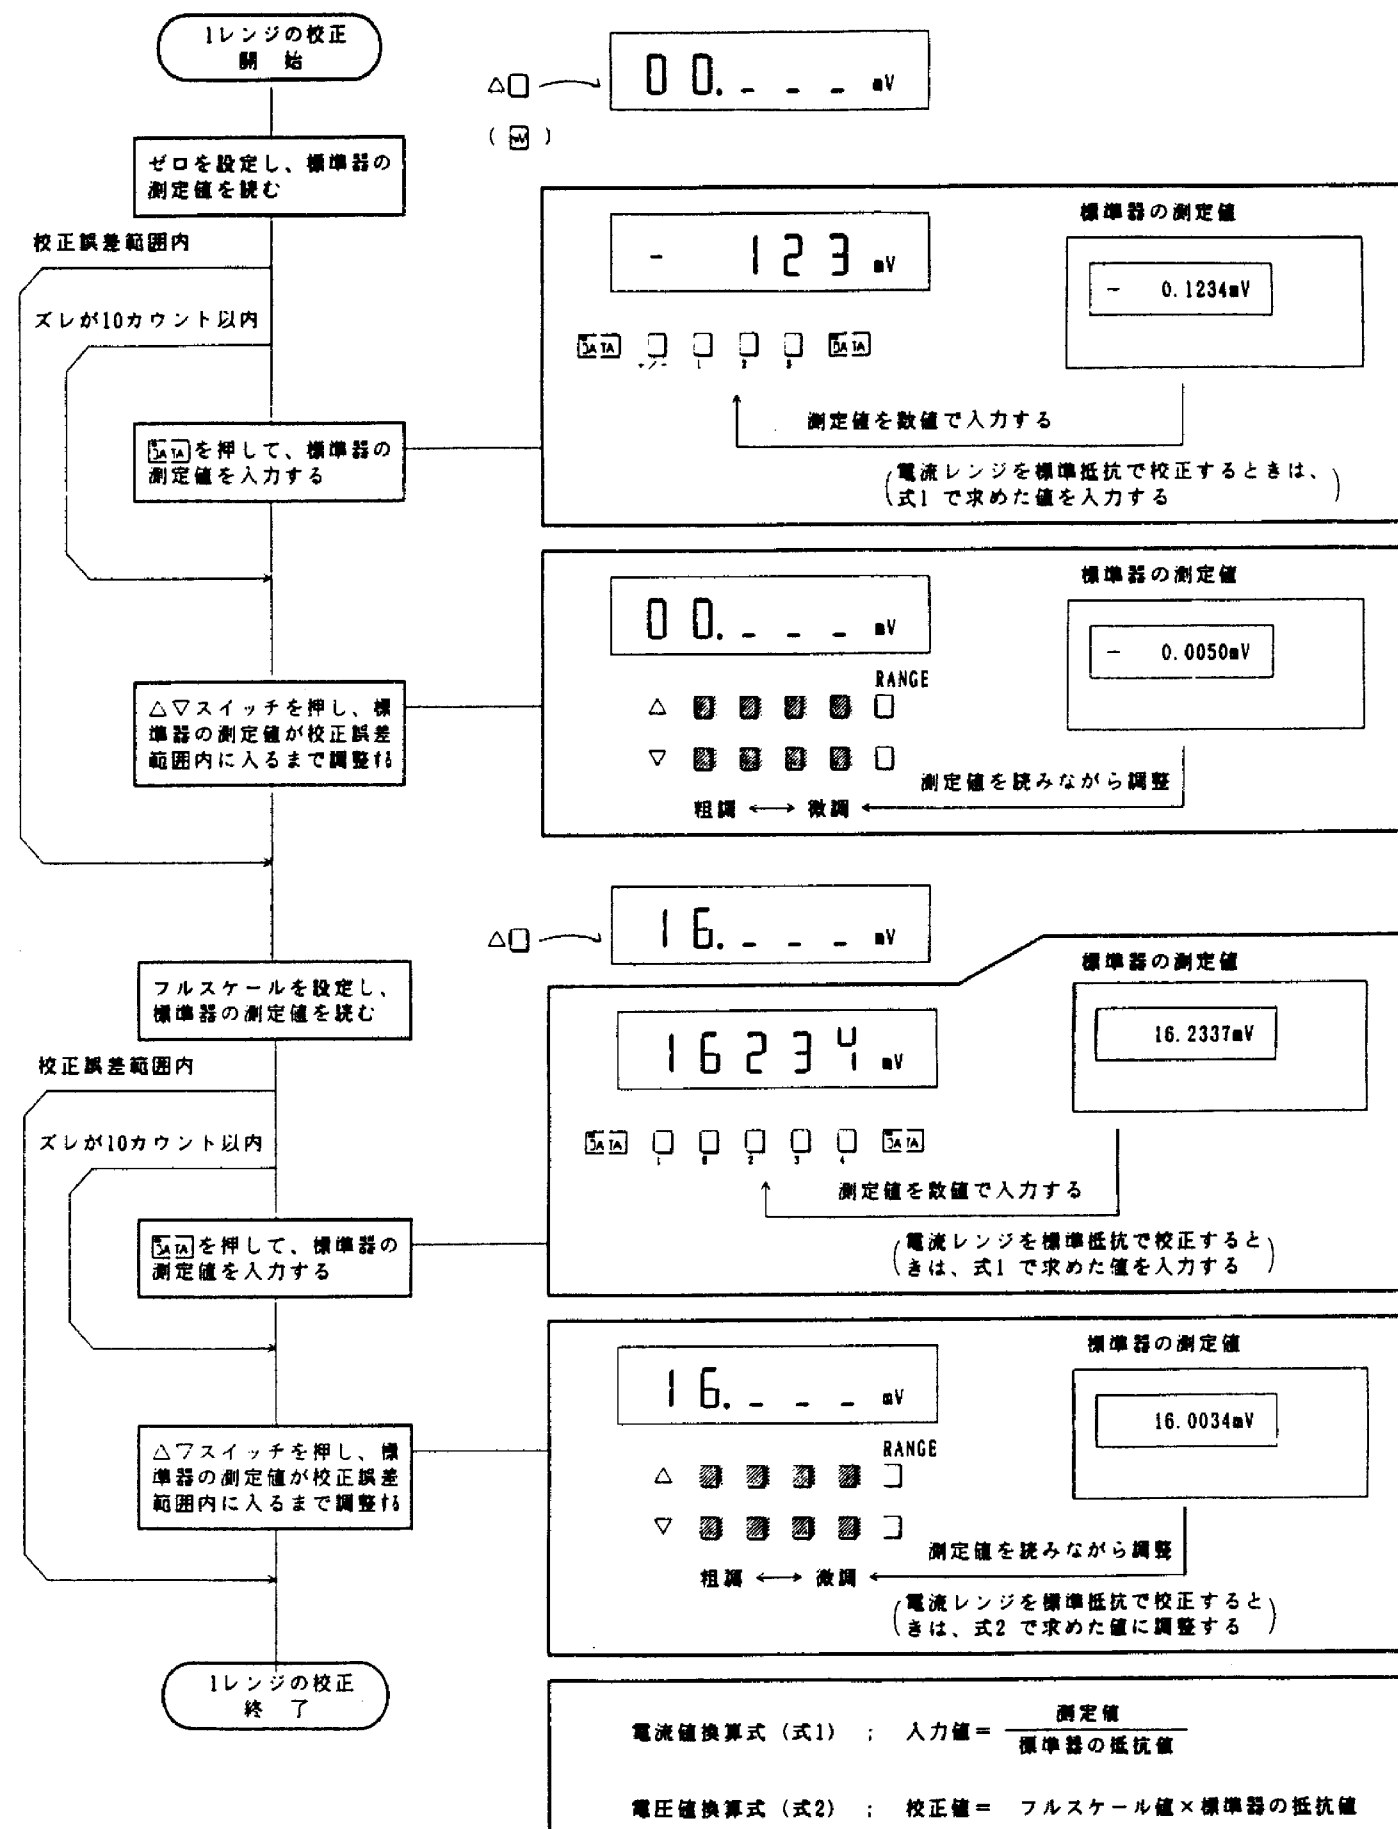 1レンジの校正
開 始
△
00.___ mV
( mV )
ゼロを設定し、標準器の
測定値を読む
校正誤差範囲内
ズレが10カウント以内
DATAを押して、標準器の
測定値を入力する
- 123 mV
標準器の測定値
- 0.1234mV
DATA +/- 1 2 3 DATA
測定値を数値で入力する
(電流レンジを標準抵抗で校正するときは、
式1 で求めた値を入力する)
△▽スイッチを押し、標
準器の測定値が校正誤差
範囲内に入るまで調整する
00.___ mV
標準器の測定値
- 0.0050mV
RANGE
△
▽
測定値を読みながら調整
粗調 ←→ 微調
△
16.___ mV
フルスケールを設定し、
標準器の測定値を読む
校正誤差範囲内
ズレが10カウント以内
DATAを押して、標準器の
測定値を入力する
標準器の測定値
16.2337mV
16234 mV
DATA 1 6 2 3 4 DATA
測定値を数値で入力する
(電流レンジを標準抵抗で校正すると
きは、式1 で求めた値を入力する)
△▽スイッチを押し、標
準器の測定値が校正誤差
範囲内に入るまで調整する
標準器の測定値
16.___ mV
16.0034mV
RANGE
△
▽
測定値を読みながら調整
粗調 ←→ 微調
(電流レンジを標準抵抗で校正すると
きは、式2 で求めた値に調整する)
1レンジの校正
終 了
電流値換算式 (式1) ; 入力値= 測定値
標準器の抵抗値
電圧値換算式 (式2) ; 校正値= フルスケール値×標準器の抵抗値